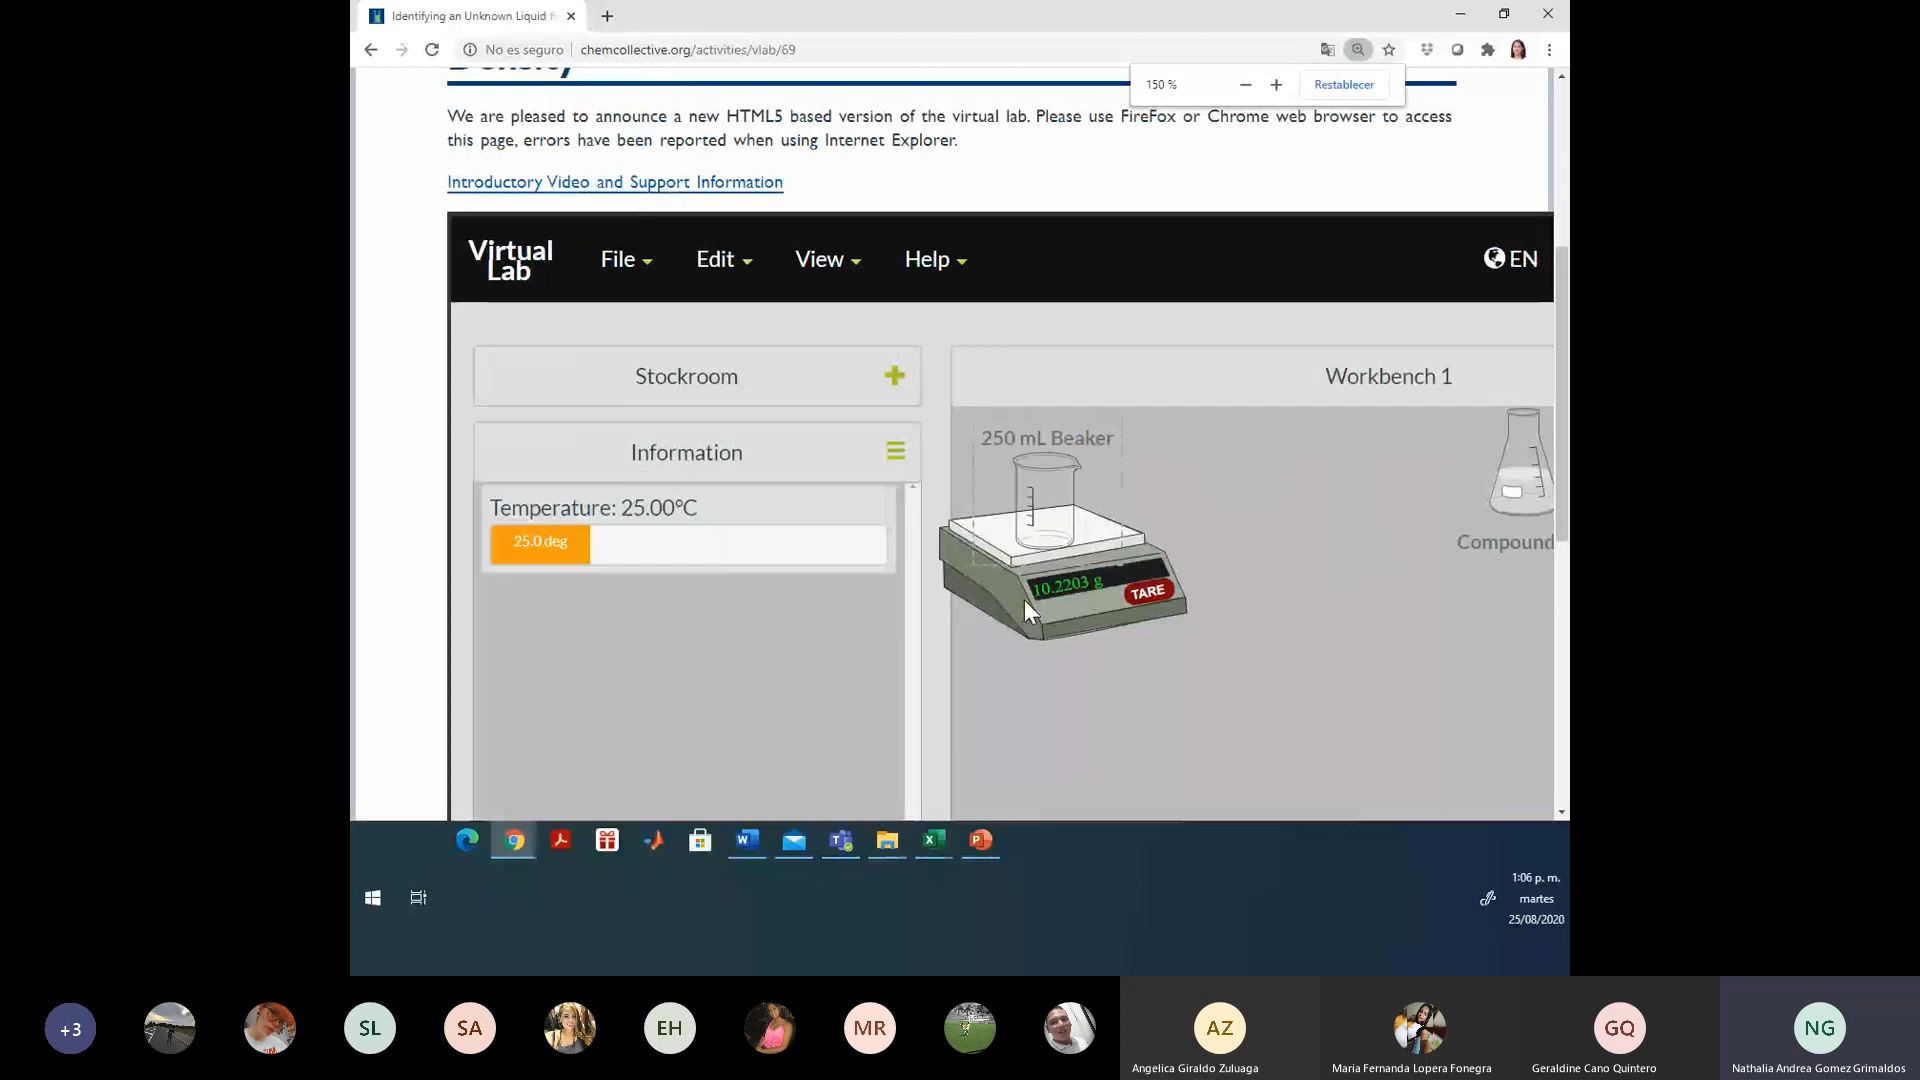 Identifying an Unknown Liquid f
No es seguro
chemcollective.org/activities/vlab/69
Density
150 %
Restablecer
We are pleased to announce a new HTML5 based version of the virtual lab. Please use FireFox or Chrome web browser to access
this page, errors have been reported when using Internet Explorer.
Introductory Video and Support Information
Virtual
Lab
File
Edit
View
Help
EN
Stockroom
Workbench 1
Information
250 mL Beaker
Temperature: 25.00°C
25.0 deg
Compound
10.2203 g
TARE
1:06 p. m.
martes
25/08/2020
+3
SL
SA
EH
MR
AZ
GQ
NG
Angelica Giraldo Zuluaga
Maria Fernanda Lopera Fonegra
Geraldine Cano Quintero
Nathalia Andrea Gomez Grimaldos